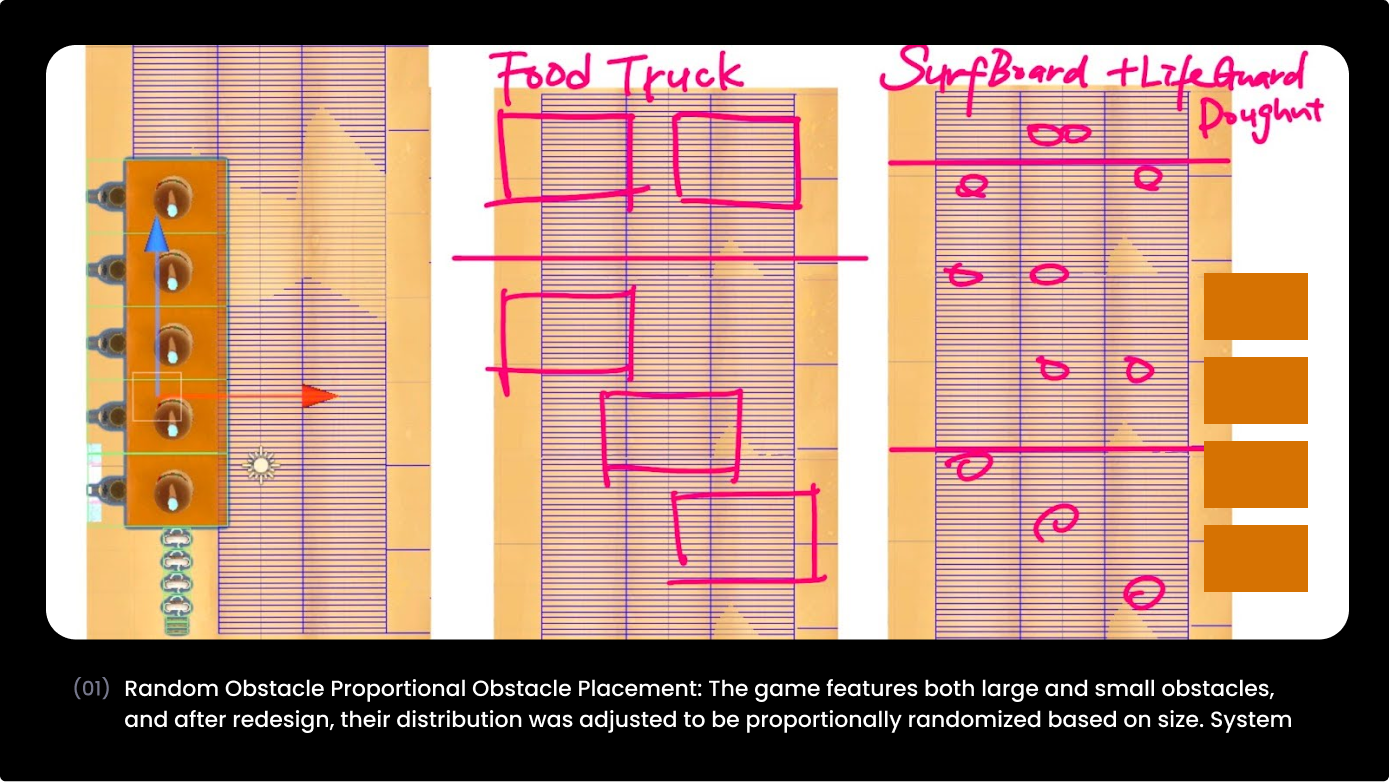 Food Truck
SurfBoard + LifeGuard
Doughnut
(01)
Random Obstacle Proportional Obstacle Placement: The game features both large and small obstacles,
and after redesign, their distribution was adjusted to be proportionally randomized based on size. System